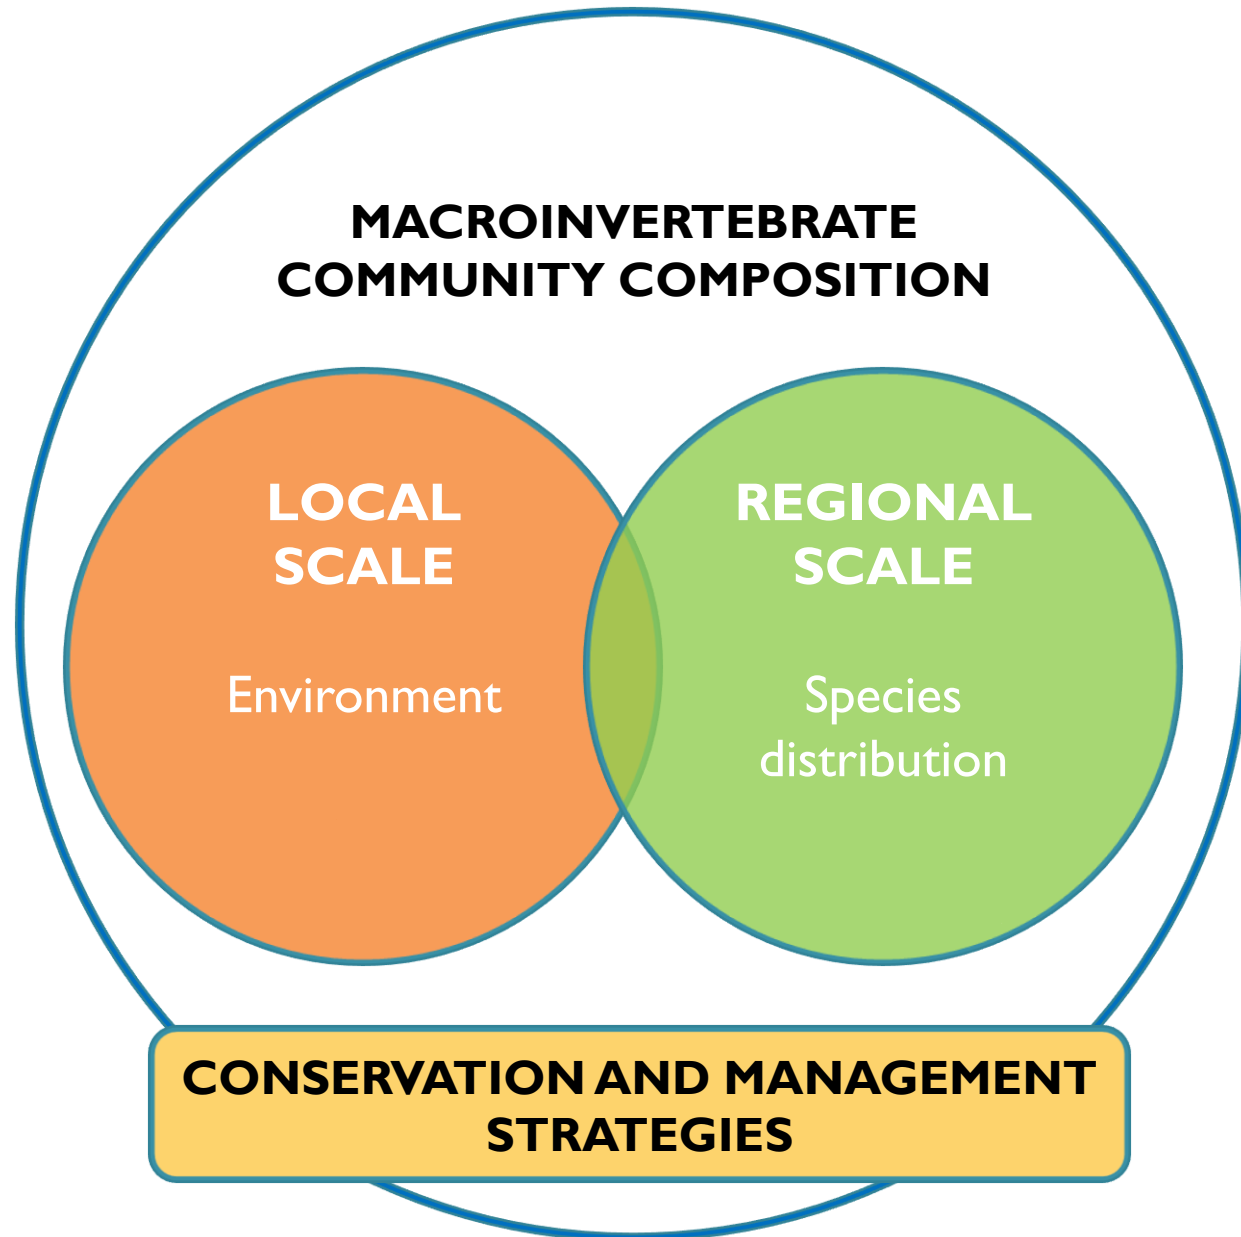 MACROINVERTEBRATE
COMMUNITY COMPOSITION
LOCAL
SCALE
Environment
REGIONAL
SCALE
Species
distribution
CONSERVATION AND MANAGEMENT
STRATEGIES